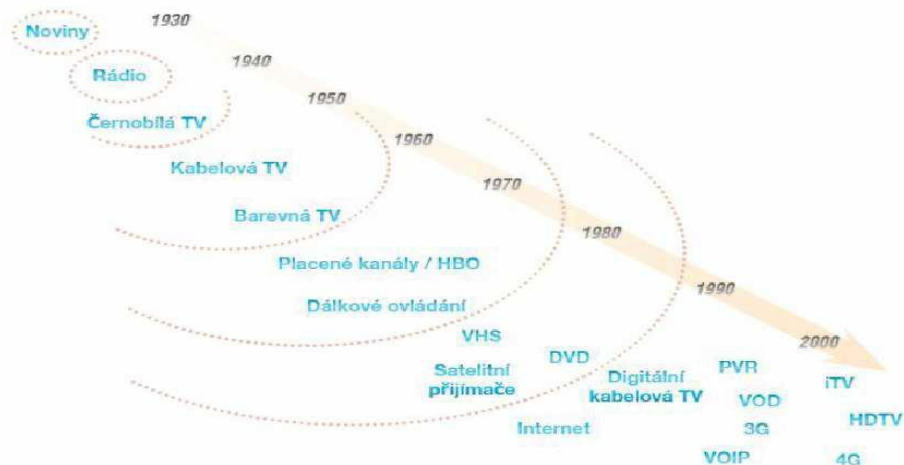 Noviny
1930
Rádio
1940
Černobílá TV
1950
Kabelová TV
1960
Barevná TV
1970
Placené kanály / HBO
1980
Dálkové ovládání
1990
VHS
DVD
2000
Satelitní
přijímače
Digitální
kabelová TV
PVR
iTV
VOD
Internet
3G
HDTV
VOIP
4G